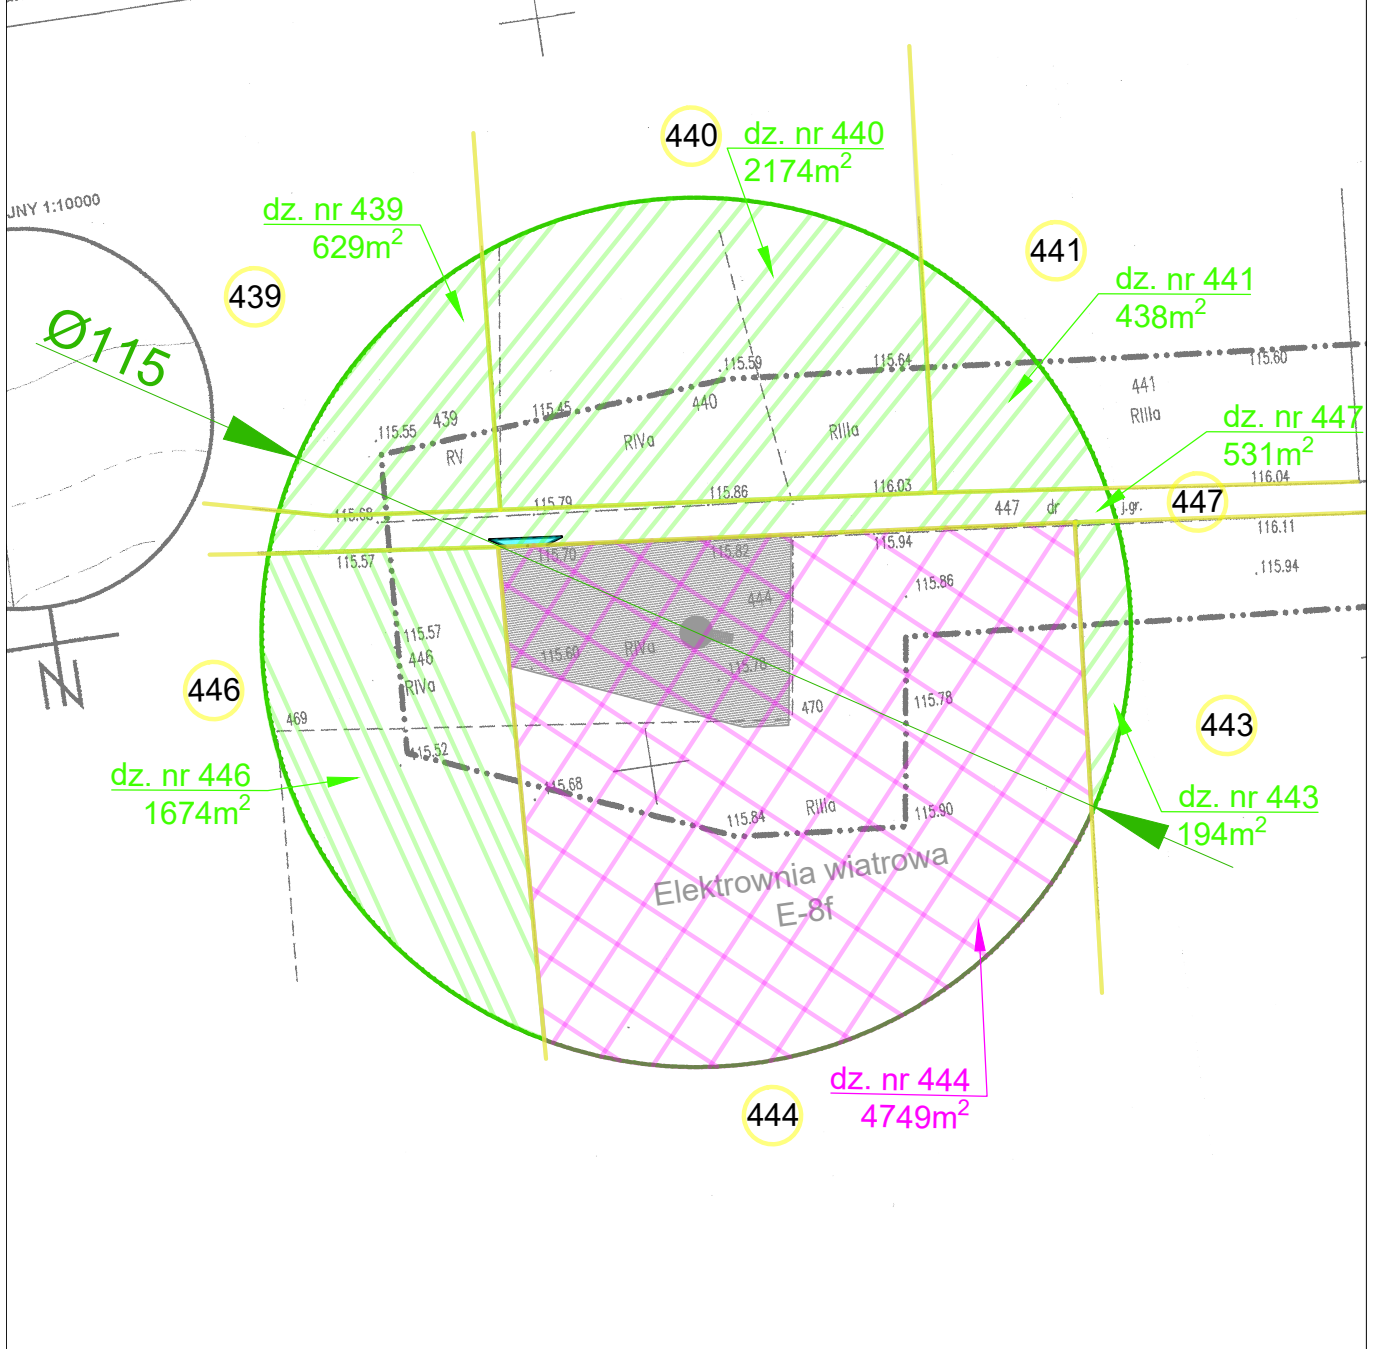 440
dz. nr 440
2174m²
JNY 1:10000
dz. nr 439
629m²
441
439
dz. nr 441
438m²
Ø115
115.59
115.64
115.60
441
RIIIa
440
115.45
439
115.55
RV
RIVa
RIIIa
dz. nr 447
531m²
116.04
115.86
116.03
115.79
447
447 dr
j.gr.
115.68
116.11
115.57
115.70
115.82
115.94
115.94
115.86
444
115.57
446
RIVa
115.60
RIVa
115.78
N
446
115.78
470
469
443
115.52
dz. nr 446
1674m²
115.68
115.84
RIIIa
115.90
dz. nr 443
194m²
Elektrownia wiatrowa
E-8f
dz. nr 444
4749m²
444